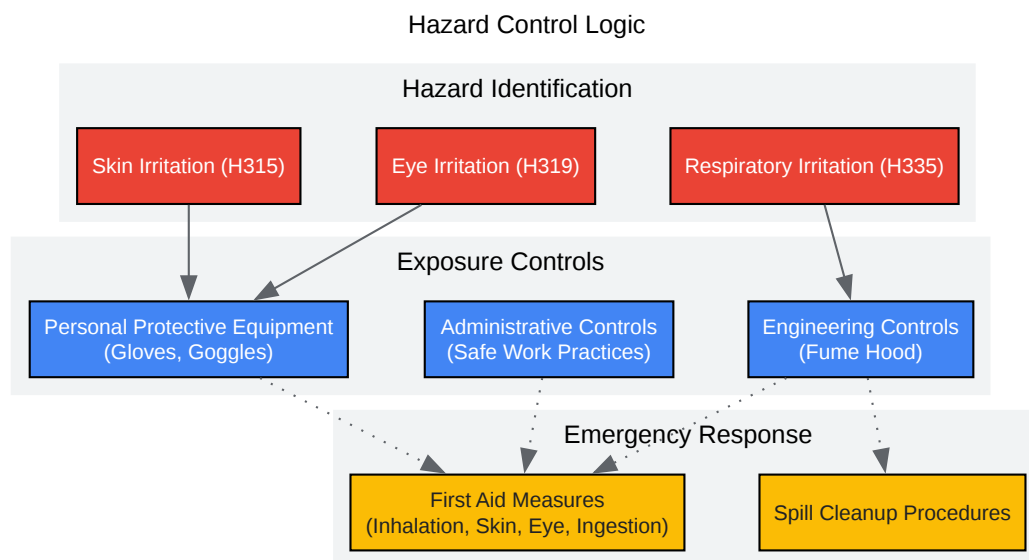 Hazard Control Logic
Hazard Identification
Skin Irritation (H315)
Eye Irritation (H319)
Respiratory Irritation (H335)
Exposure Controls
Personal Protective Equipment
(Gloves, Goggles)
Administrative Controls
(Safe Work Practices)
Engineering Controls
(Fume Hood)
Emergency Response
First Aid Measures
(Inhalation, Skin, Eye, Ingestion)
Spill Cleanup Procedures